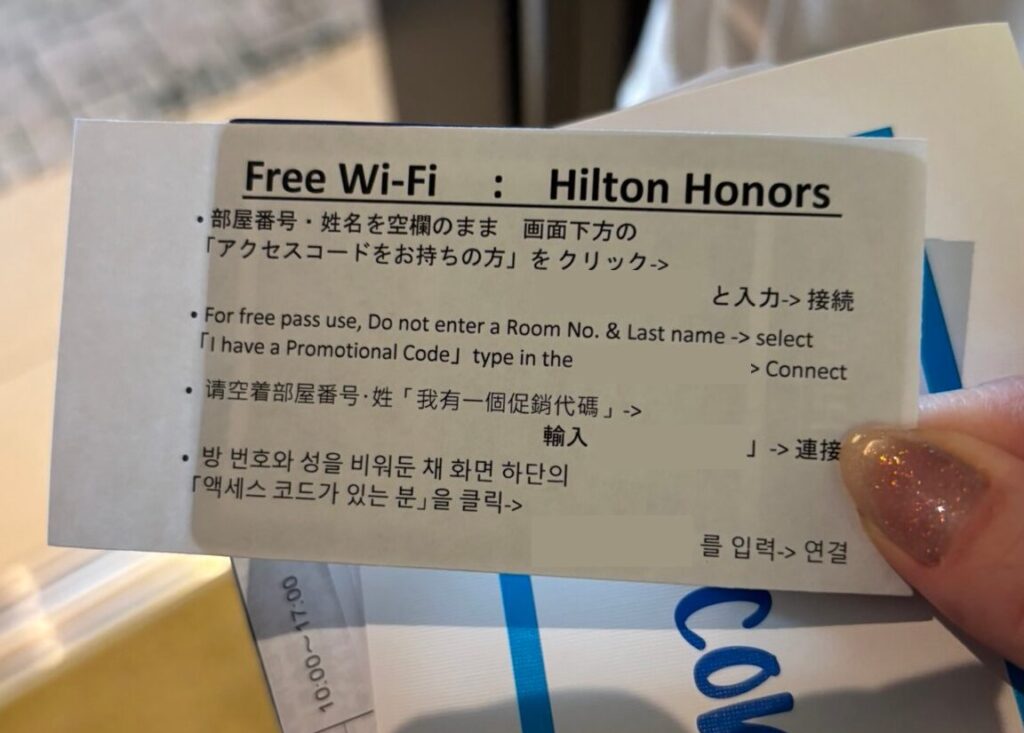 Free Wi-Fi : Hilton Honors
• 部屋番号・姓名を空欄のまま 画面下方の
「アクセスコードをお持ちの方」を クリック->
と入力-> 接続
• For free pass use, Do not enter a Room No. & Last name -> select
「I have a Promotional Code」 type in the > Connect
• 请空着部屋番号·姓「我有一個促銷代碼」->
輸入 」-> 連接
• 방 번호와 성을 비워둔 채 화면 하단의
「액세스 코드가 있는 분」을 클릭->
를 입력-> 연결
10:00~17:00